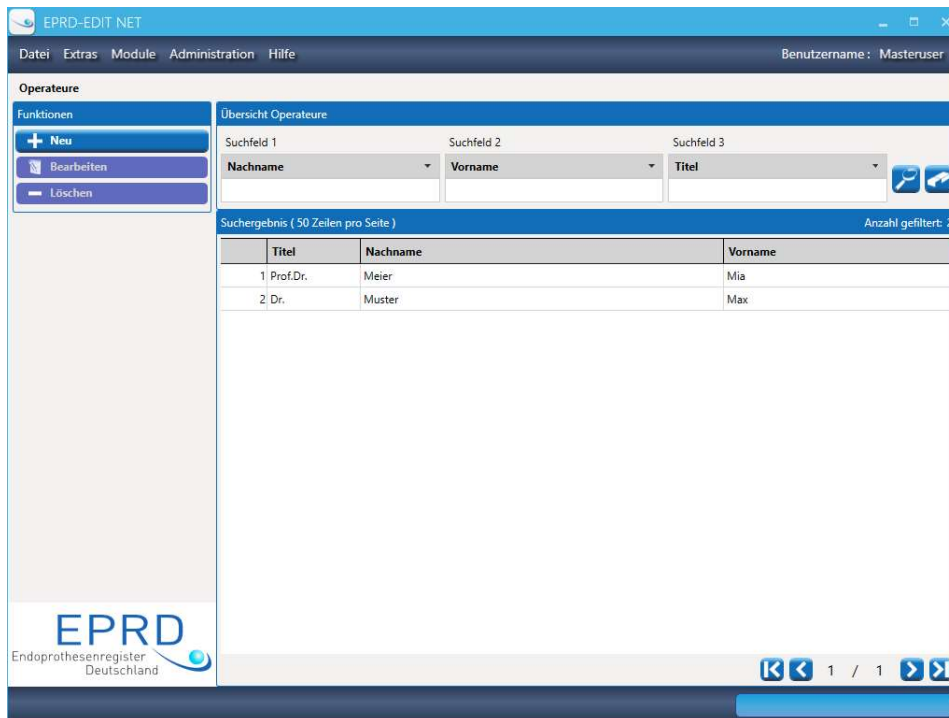 EPRD-EDIT NET
Datei Extras Module Administration Hilfe Benutzername : Masteruser
Operateure
Funktionen
Neu
Bearbeiten
Löschen
Übersicht Operateure
Suchfeld 1 Suchfeld 2 Suchfeld 3
Nachname Vorname Titel
Suchergebnis ( 50 Zeilen pro Seite ) Anzahl gefiltert:
Titel Nachname Vorname
1 Prof.Dr. Meier Mia
2 Dr. Muster Max
EPRD
Endoprothesenregister
Deutschland
1 / 1